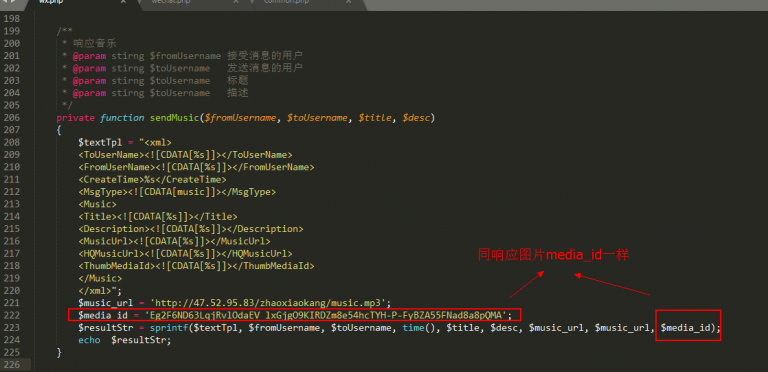 wx.php wechat.php common.php
198
199 /**
200 * 响应音乐
201 * @param stirng $fromUsername 接受消息的用户
202 * @param stirng $toUsername 发送消息的用户
203 * @param stirng $toUsername 标题
204 * @param stirng $toUsername 描述
205 */
206 private function sendMusic($fromUsername, $toUsername, $title, $desc)
207 {
208 $textTpl = "<xml>
209 <ToUserName><![CDATA[%s]]></ToUserName>
210 <FromUserName><![CDATA[%s]]></FromUserName>
211 <CreateTime>%s</CreateTime>
212 <MsgType><![CDATA[music]]></MsgType>
213 <Music>
214 <Title><![CDATA[%s]]></Title>
215 <Description><![CDATA[%s]]></Description>
216 <MusicUrl><![CDATA[%s]]></MusicUrl>
217 <HQMusicUrl><![CDATA[%s]]></HQMusicUrl>
218 <ThumbMediaId><![CDATA[%s]]></ThumbMediaId>
219 </Music>
220 </xml>";
同响应图片media_id一样
221 $music_url = 'http://47.52.95.83/zhaoxiaokang/music.mp3';
222 $media_id = 'Eg2F6ND63LqjRvlOdaEV_lxGjgO9KIRDZm8e54hcTYH-P-FyBZA55FNad8a8pQMA';
223 $resultStr = sprintf($textTpl, $fromUsername, $toUsername, time(), $title, $desc, $music_url, $music_url, $media_id);
224 echo $resultStr;
225 }
226